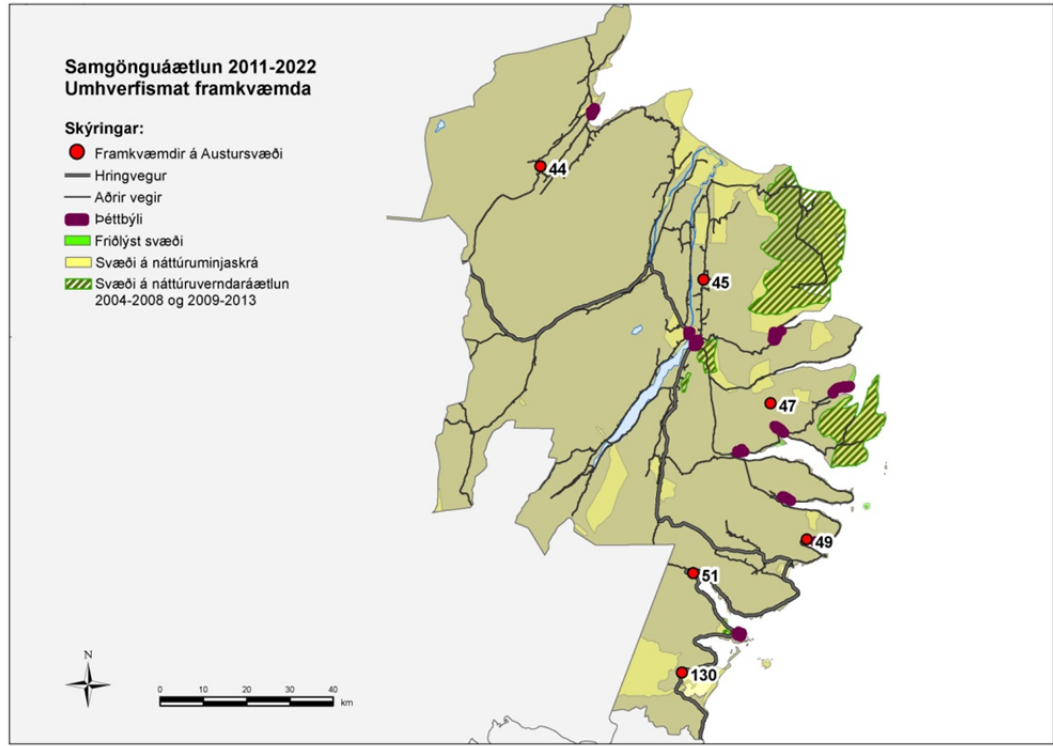 Samgönguáætlun 2011-2022
Umhverfismat framkvæmda
Skýringar:
Framkvæmdir á Austursvæði
Hringvegur
Aðrir vegir
Þéttbýli
Friðlýst svæði
Svæði á náttúruminjaskrá
Svæði á náttúruverndaráætlun
2004-2008 og 2009-2013
44
45
47
49
51
130
N
0 10 20 30 40
km